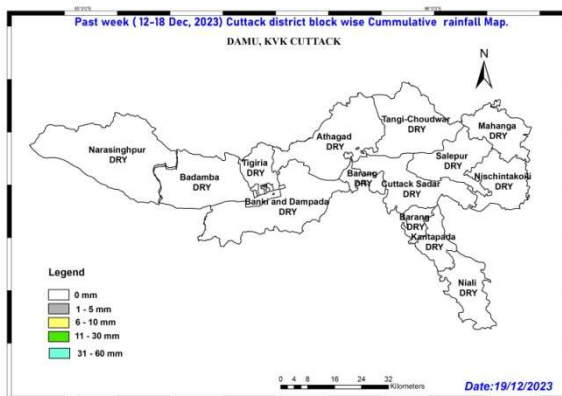 Past week ( 12-18 Dec, 2023) Cuttack district block wise Cummulative rainfall Map.
DAMU, KVK CUTTACK
N
Tangi-Choudwar
DRY
Mahanga
DRY
Athagad
DRY
Narasinghpur
DRY
Salepur
DRY
Tigiria
DRY
Badamba
DRY
Barang
DRY
Nischintakoili
DRY
Cuttack Sadar
DRY
Banki and Dampada
DRY
Barang
DRY
Kantapada
DRY
Niali
DRY
Legend
0 mm
1 - 5 mm
6 - 10 mm
11 - 30 mm
31 - 60 mm
0 4 8 16 24 32
Kilometers
Date:19/12/2023